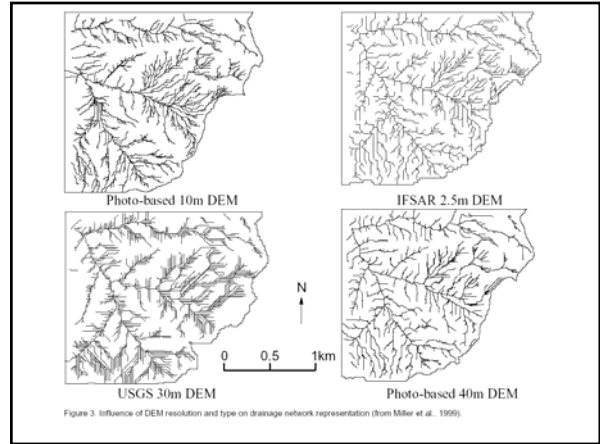 Photo-based 10m DEM
IFSAR 2.5m DEM
N
0 0.5 1km
USGS 30m DEM
Photo-based 40m DEM
Figure 3. Influence of DEM resolution and type on drainage network representation (from Miller et al., 1999).